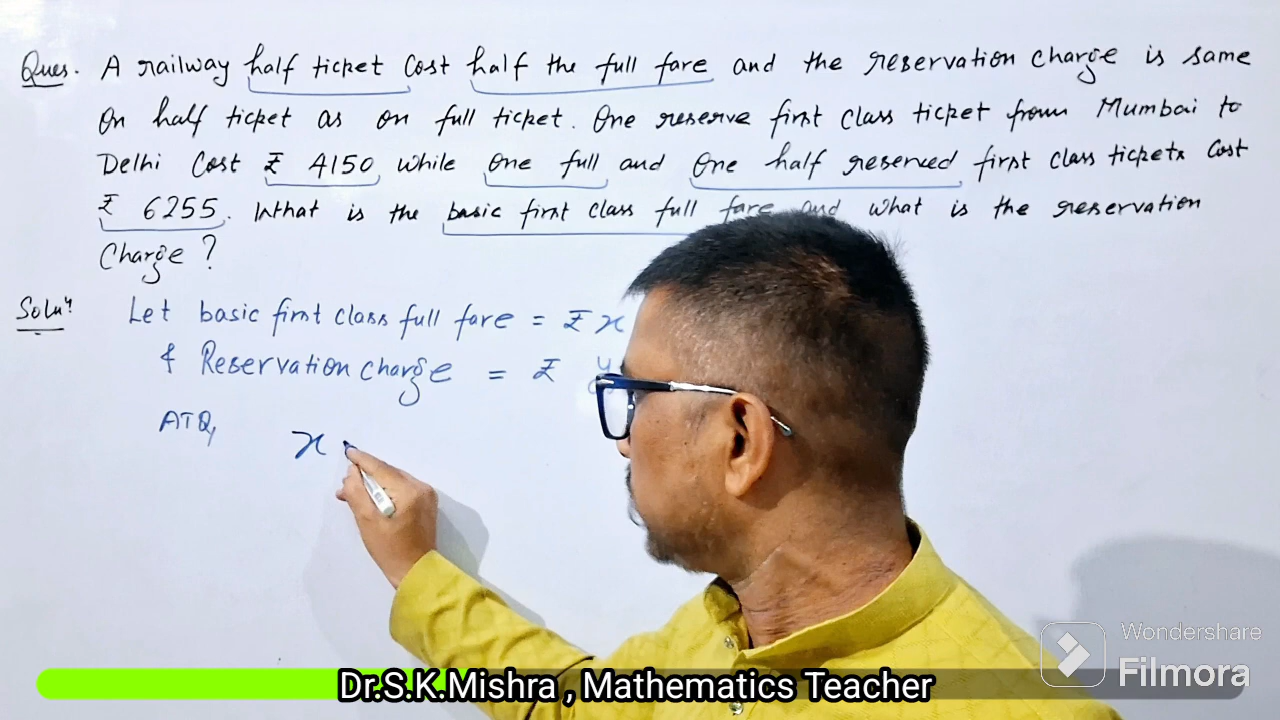 Ques. A railway half ticket Cost half the full fare and the reservation charge is same
On half ticket as on full ticket. One reserve first class ticket from Mumbai to
Delhi Cost ₹ 4150 while One full and One half reserved first class tickets Cost
₹ 6255. What is the basic first class full fare and what is the reservation
Charge?
Soluⁿ Let basic first class full fare = ₹ x
& Reservation charge = ₹ y
ATQ,
x
Wondershare
Filmora
Dr.S.K.Mishra , Mathematics Teacher